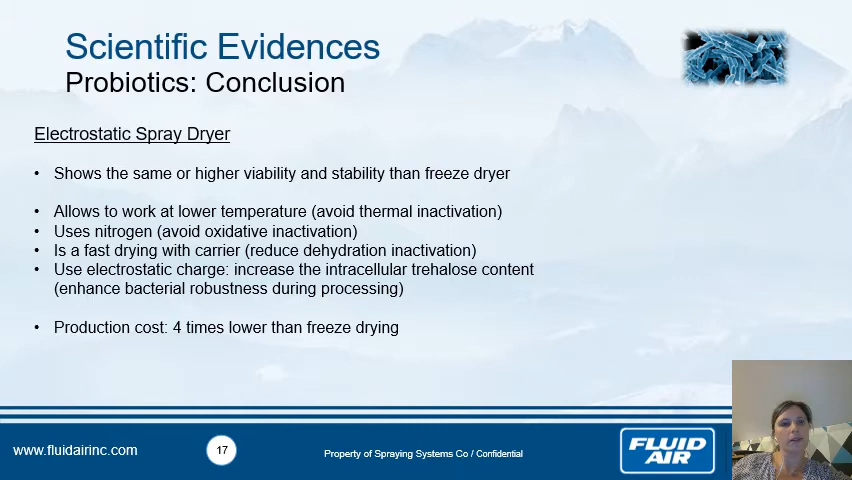 Scientific Evidences
Probiotics: Conclusion
Electrostatic Spray Dryer
• Shows the same or higher viability and stability than freeze dryer
• Allows to work at lower temperature (avoid thermal inactivation)
• Uses nitrogen (avoid oxidative inactivation)
• Is a fast drying with carrier (reduce dehydration inactivation)
• Use electrostatic charge: increase the intracellular trehalose content
(enhance bacterial robustness during processing)
• Production cost: 4 times lower than freeze drying
www.fluidairinc.com
17
Property of Spraying Systems Co / Confidential
FLUID
AIR